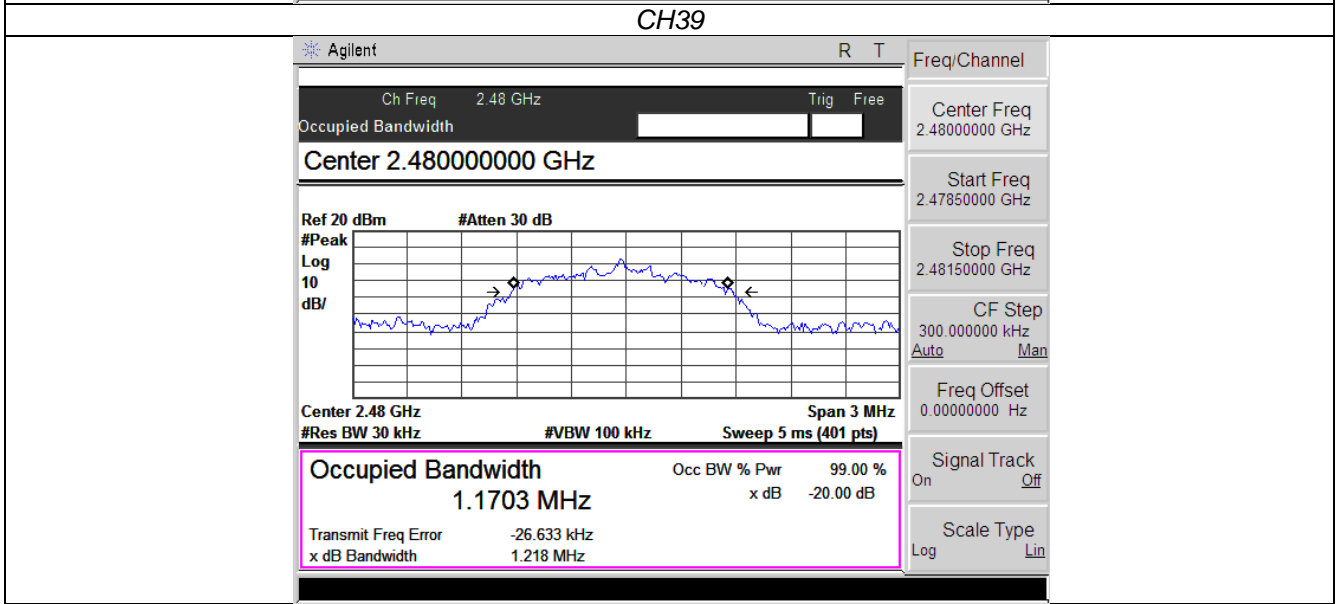 CH39
Agilent
R T
Freq/Channel
Ch Freq 2.48 GHz Trig Free
Occupied Bandwidth
Center 2.480000000 GHz
Center Freq
2.48000000 GHz
Start Freq
2.47850000 GHz
Stop Freq
2.48150000 GHz
CF Step
300.000000 kHz
Auto Man
Freq Offset
0.00000000 Hz
Signal Track
On Off
Scale Type
Log Lin
Ref 20 dBm #Atten 30 dB
#Peak
Log
10
dB/
Center 2.48 GHz Span 3 MHz
#Res BW 30 kHz #VBW 100 kHz Sweep 5 ms (401 pts)
Occupied Bandwidth Occ BW % Pwr 99.00 %
1.1703 MHz x dB -20.00 dB
Transmit Freq Error -26.633 kHz
x dB Bandwidth 1.218 MHz